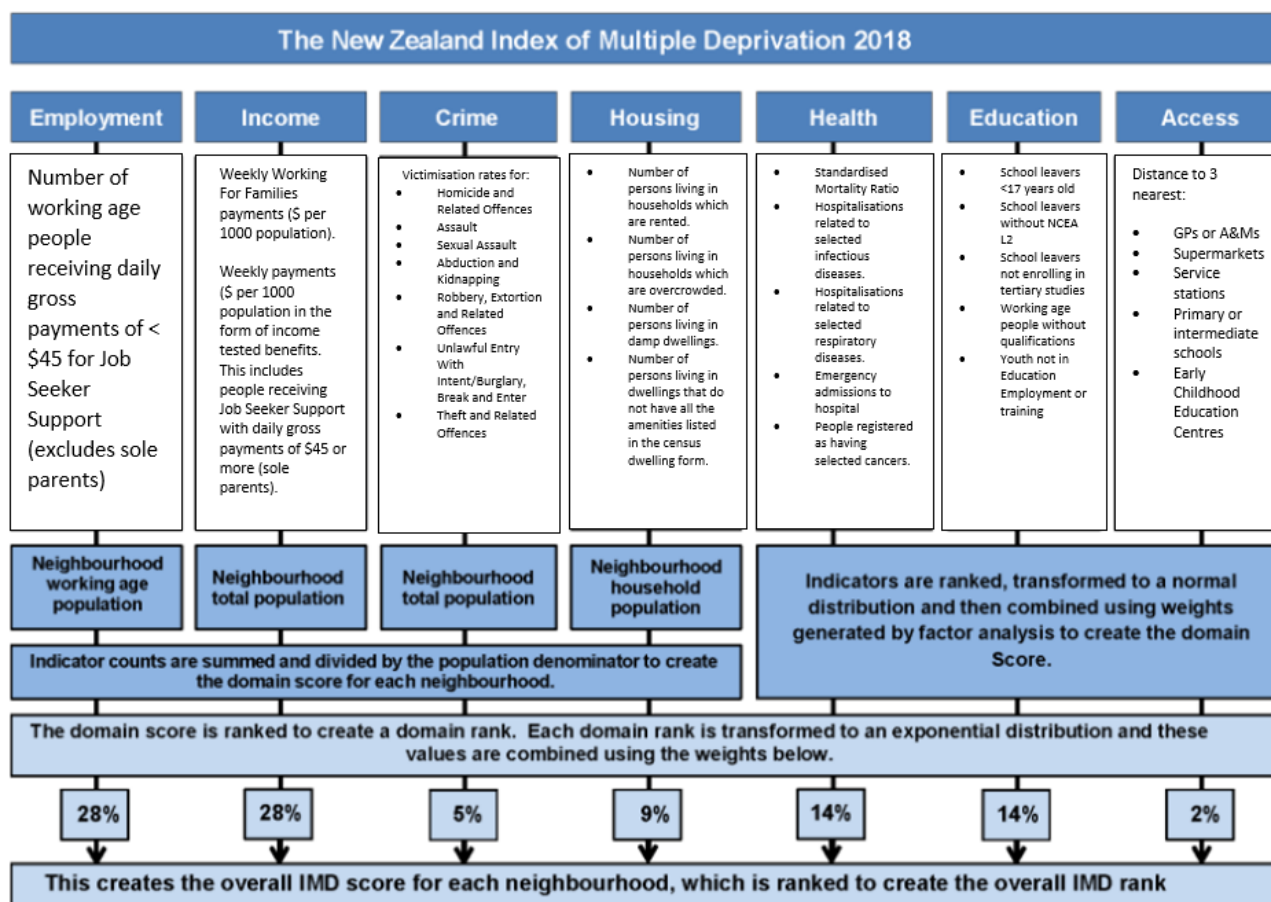 The New Zealand Index of Multiple Deprivation 2018
Employment
Number of
working age
people
receiving daily
gross
payments of <
$45 for Job
Seeker
Support
(excludes sole
parents)
Income
Weekly Working
For Families
payments ($ per
1000 population).
Weekly payments
($ per 1000
population in the
form of income
tested benefits.
This includes
people receiving
Job Seeker Support
with daily gross
payments of $45 or
more (sole
parents).
Crime
Victimisation rates for:
• Homicide and
Related Offences
• Assault
• Sexual Assault
• Abduction and
Kidnapping
• Robbery, Extortion
and Related
Offences
• Unlawful Entry
With
Intent/Burglary,
Break and Enter
• Theft and Related
Offences
Housing
• Number of
persons living in
households which
are rented.
• Number of
persons living in
households which
are overcrowded.
• Number of
persons living in
damp dwellings.
• Number of
persons living in
dwellings that do
not have all the
amenities listed
in the census
dwelling form.
Health
• Standardised
Mortality Ratio
• Hospitalisations
related to
selected
infectious
diseases.
• Hospitalisations
related to
selected
respiratory
diseases.
• Emergency
admissions to
hospital
• People registered
as having
selected cancers.
Education
• School leavers
<17 years old
• School leavers
without NCEA
L2
• School leavers
not enrolling in
tertiary studies
• Working age
people without
qualifications
• Youth not in
Education
Employment or
training
Access
Distance to 3
nearest:
• GPs or A&Ms
• Supermarkets
• Service
stations
• Primary or
intermediate
schools
• Early
Childhood
Education
Centres
Neighbourhood
working age
population
Neighbourhood
total population
Neighbourhood
total population
Neighbourhood
household
population
Indicator counts are summed and divided by the population denominator to create
the domain score for each neighbourhood.
Indicators are ranked, transformed to a normal
distribution and then combined using weights
generated by factor analysis to create the domain
Score.
The domain score is ranked to create a domain rank. Each domain rank is transformed to an exponential distribution and these
values are combined using the weights below.
28%
28%
5%
9%
14%
14%
2%
This creates the overall IMD score for each neighbourhood, which is ranked to create the overall IMD rank